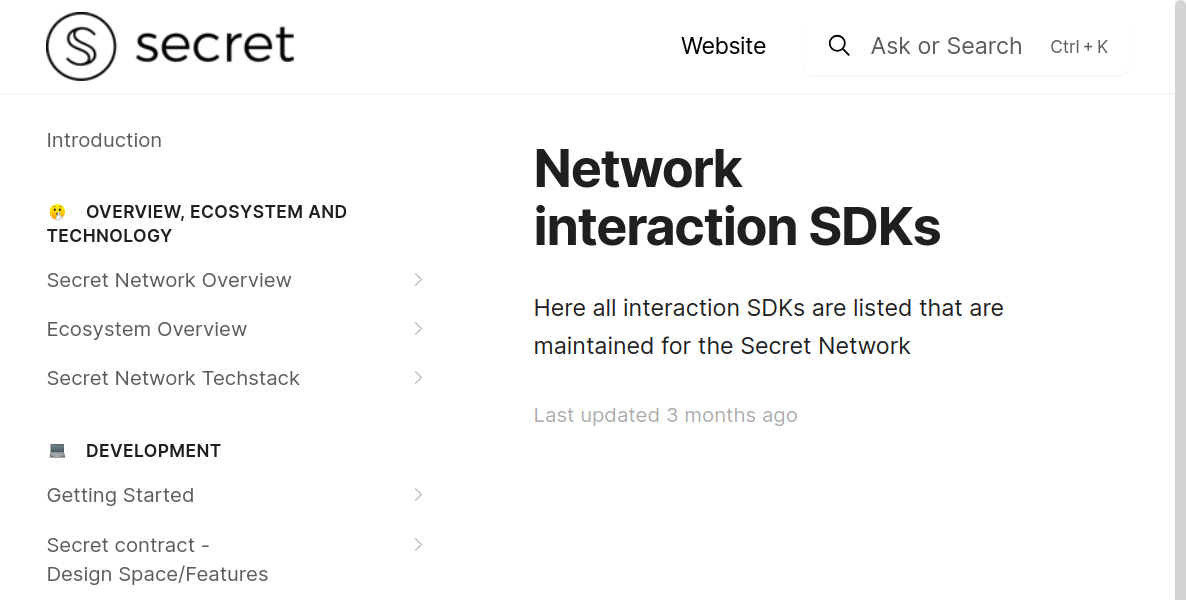 secret
Website
Ask or Search
Ctrl + K
Introduction
OVERVIEW, ECOSYSTEM AND
TECHNOLOGY
Secret Network Overview
Ecosystem Overview
Secret Network Techstack
DEVELOPMENT
Getting Started
Secret contract -
Design Space/Features
Network
interaction SDKs
Here all interaction SDKs are listed that are
maintained for the Secret Network
Last updated 3 months ago